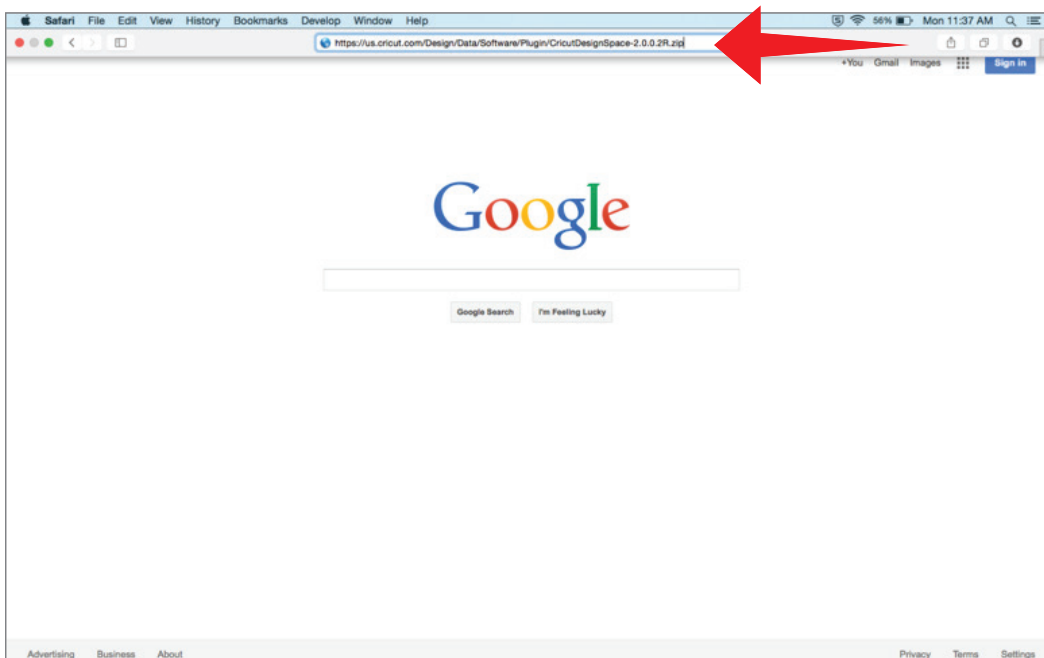 Safari File Edit View History Bookmarks Develop Window Help 56% Mon 11:37 AM
https://us.cricut.com/Design/Data/Software/Plugin/CricutDesignSpace-2.0.0.2R.zip
+You Gmail Images Sign in
Google
Google Search I'm Feeling Lucky
Advertising Business About Privacy Terms Settings